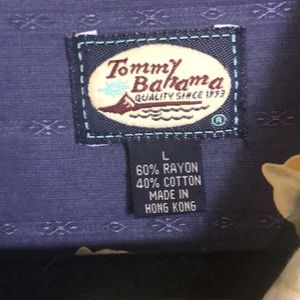 Tommy
Bahama
QUALITY SINCE 1993
®
L
60% RAYON
40% COTTON
MADE IN
HONG KONG